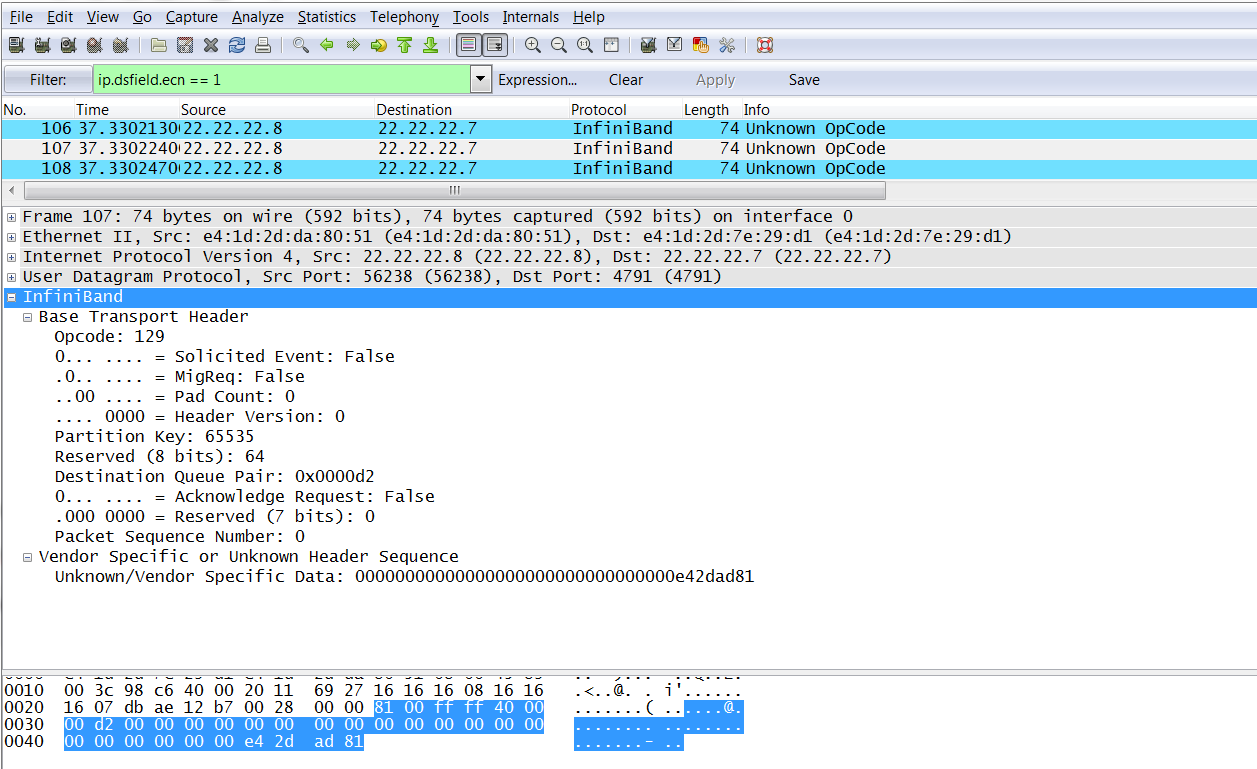 File Edit View Go Capture Analyze Statistics Telephony Tools Internals Help
Filter: ip.dsfield.ecn == 1 Expression... Clear Apply Save
No. Time Source Destination Protocol Length Info
106 37.3302130 22.22.22.8 22.22.22.7 InfiniBand 74 Unknown OpCode
107 37.3302240 22.22.22.8 22.22.22.7 InfiniBand 74 Unknown OpCode
108 37.3302470 22.22.22.8 22.22.22.7 InfiniBand 74 Unknown OpCode
Frame 107: 74 bytes on wire (592 bits), 74 bytes captured (592 bits) on interface 0
Ethernet II, Src: e4:1d:2d:da:80:51 (e4:1d:2d:da:80:51), Dst: e4:1d:2d:7e:29:d1 (e4:1d:2d:7e:29:d1)
Internet Protocol Version 4, Src: 22.22.22.8 (22.22.22.8), Dst: 22.22.22.7 (22.22.22.7)
User Datagram Protocol, Src Port: 56238 (56238), Dst Port: 4791 (4791)
InfiniBand
Base Transport Header
Opcode: 129
0... .... = Solicited Event: False
.0.. .... = MigReq: False
..00 .... = Pad Count: 0
.... 0000 = Header Version: 0
Partition Key: 65535
Reserved (8 bits): 64
Destination Queue Pair: 0x0000d2
0... .... = Acknowledge Request: False
.000 0000 = Reserved (7 bits): 0
Packet Sequence Number: 0
Vendor Specific or Unknown Header Sequence
Unknown/Vendor Specific Data: 00000000000000000000000000000000e42dad81
0010 00 3c 98 c6 40 00 20 11 69 27 16 16 16 08 16 16 .<..@. . i'......
0020 16 07 db ae 12 b7 00 28 00 00 81 00 ff ff 40 00 .......( ......@.
0030 00 d2 00 00 00 00 00 00 00 00 00 00 00 00 00 00 ........ ........
0040 00 00 00 00 00 00 e4 2d ad 81 .......- ..